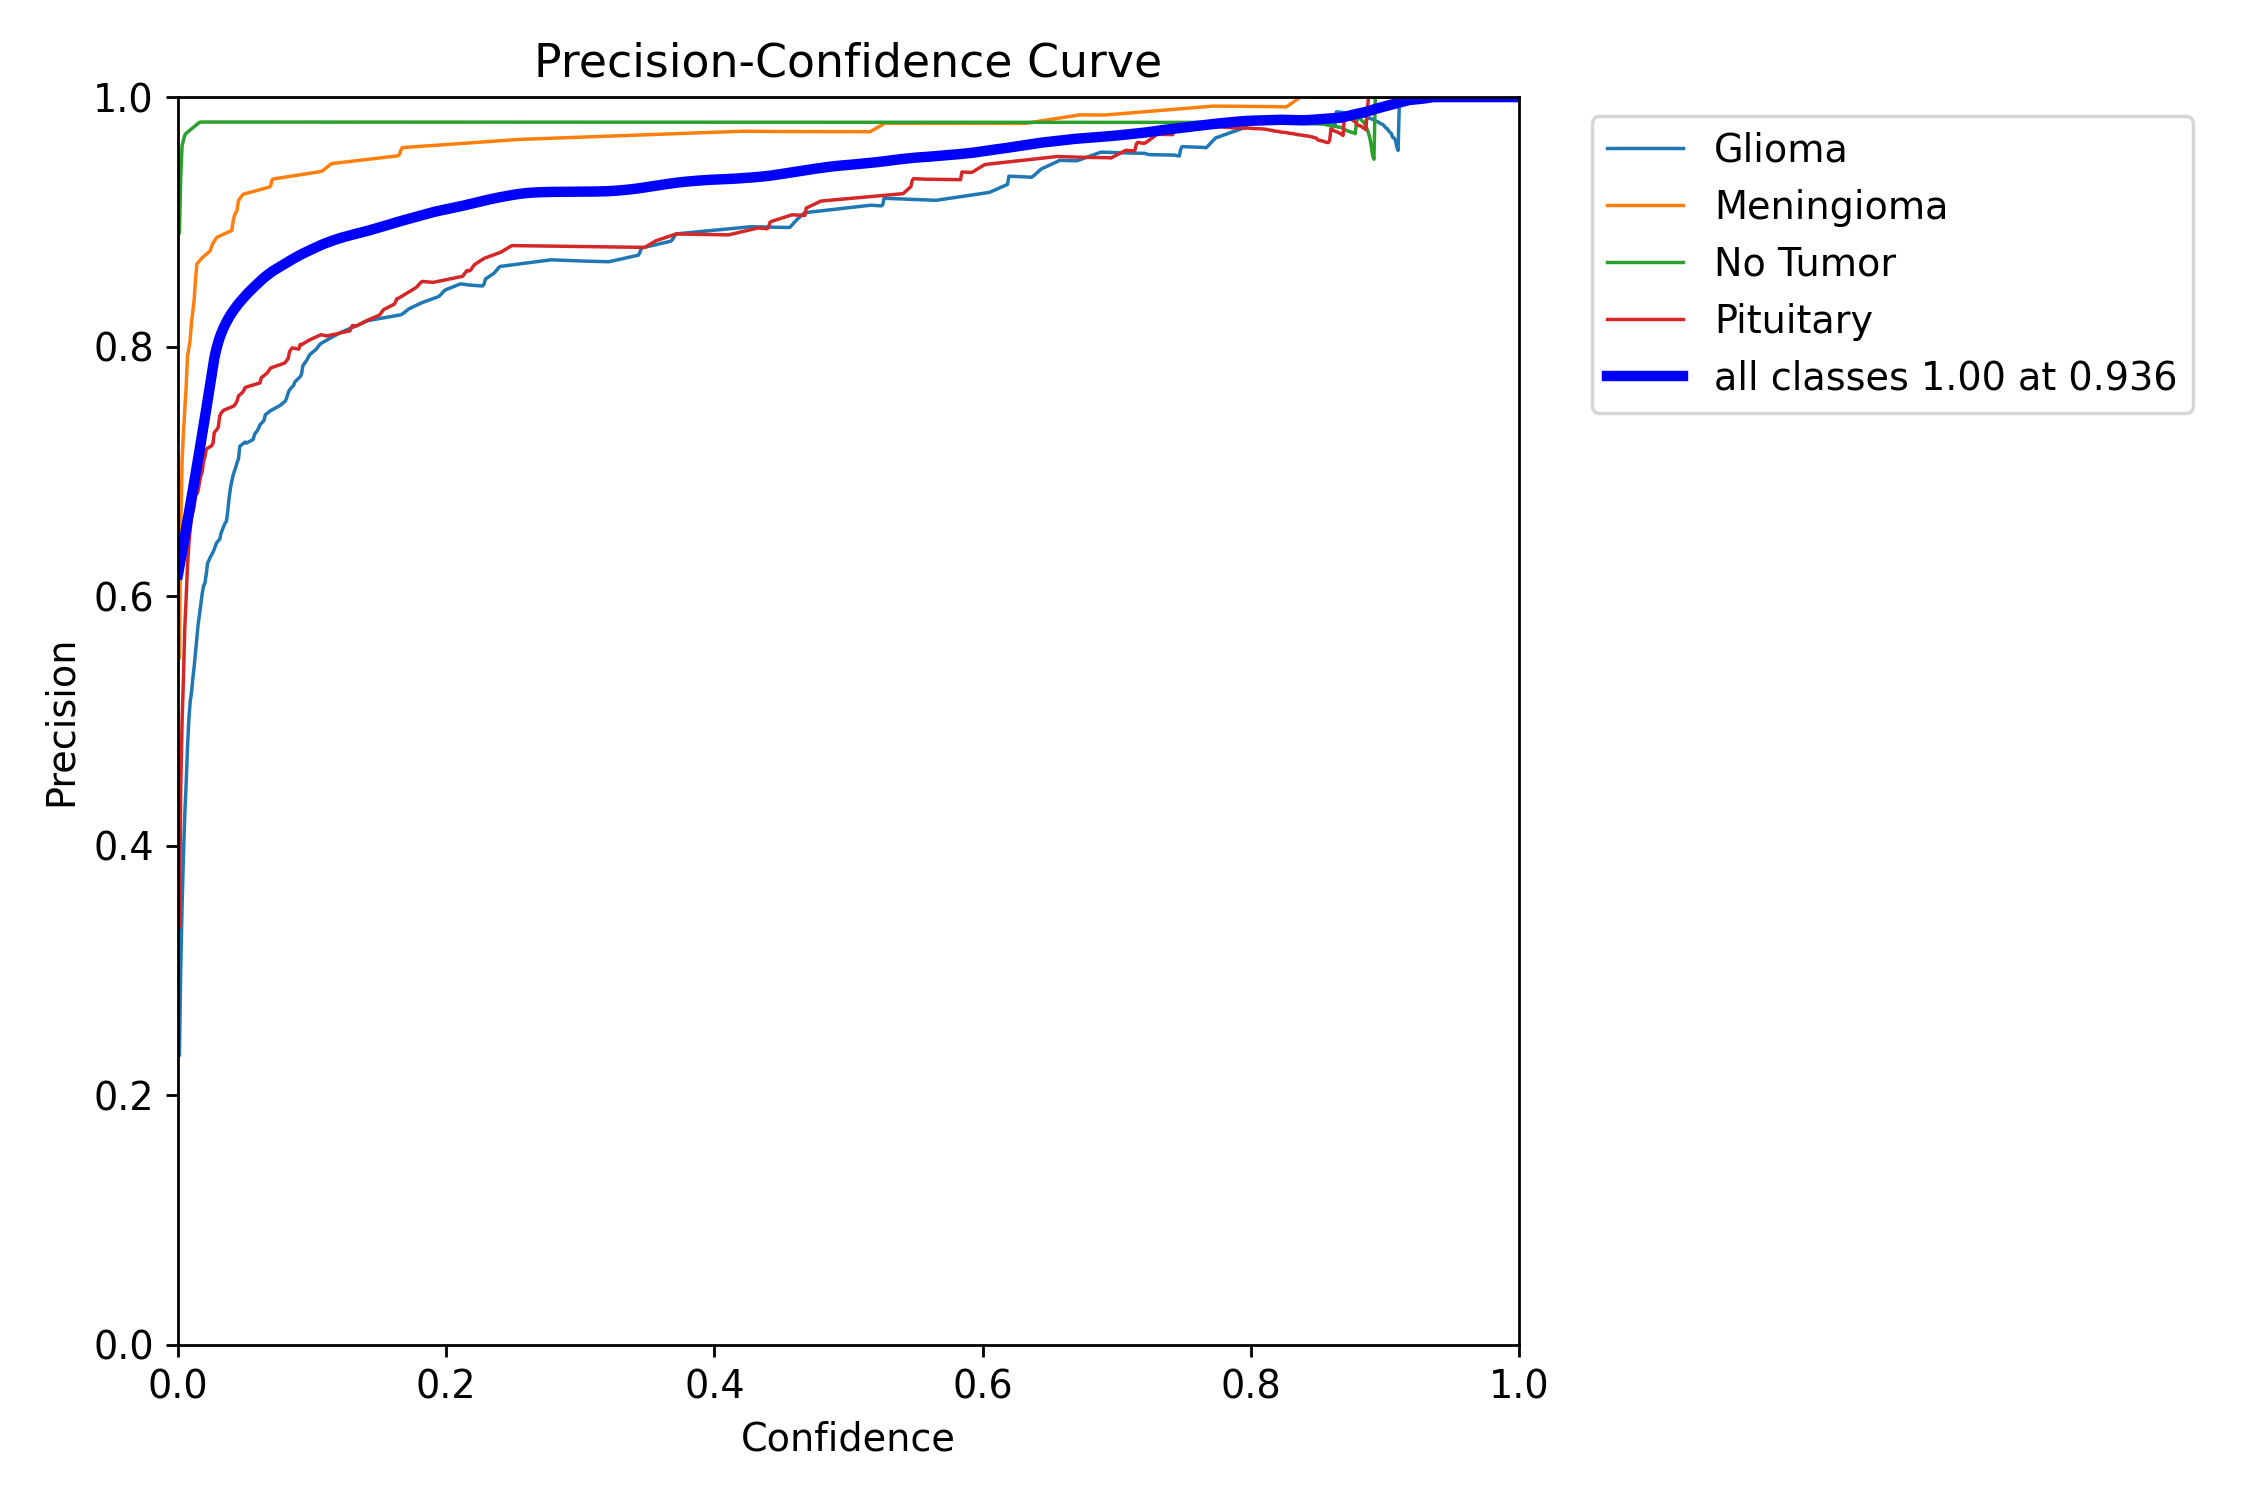 Precision-Confidence Curve
1.0
0.8
0.6
0.4
0.2
0.0
Precision
0.0 0.2 0.4 0.6 0.8 1.0
Confidence
Glioma
Meningioma
No Tumor
Pituitary
all classes 1.00 at 0.936